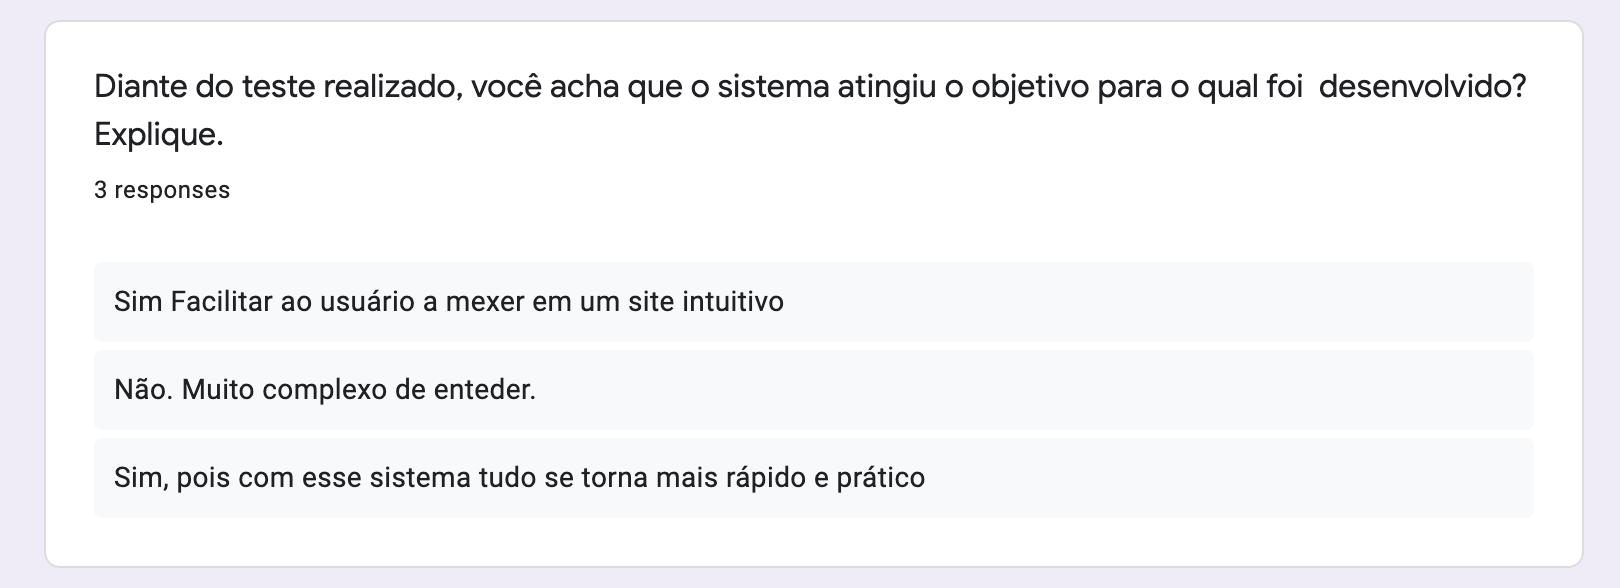 Diante do teste realizado, você acha que o sistema atingiu o objetivo para o qual foi  desenvolvido?
Explique.
3 responses
Sim Facilitar ao usuário a mexer em um site intuitivo
Não. Muito complexo de enteder.
Sim, pois com esse sistema tudo se torna mais rápido e prático